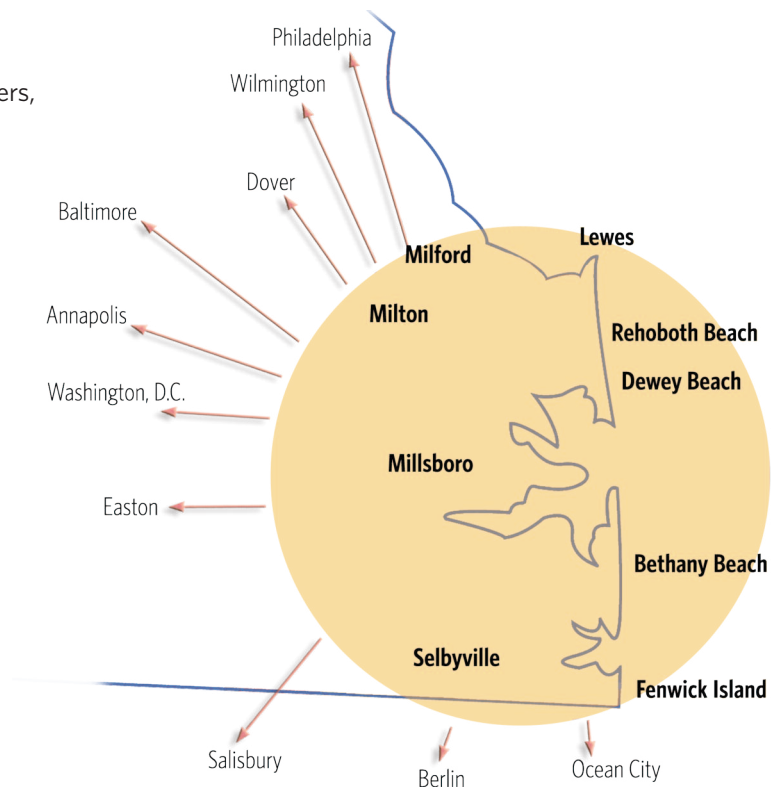 Philadelphia
ers,
Wilmington
Dover
Baltimore
Milford
Lewes
Milton
Annapolis
Rehoboth Beach
Dewey Beach
Washington, D.C.
Millsboro
Easton
Bethany Beach
Selbyville
Fenwick Island
Salisbury
Berlin
Ocean City